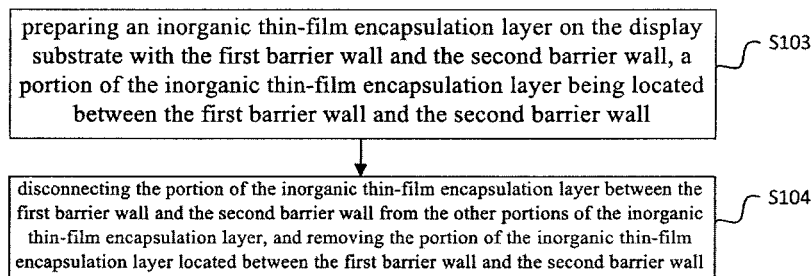 preparing an inorganic thin-film encapsulation layer on the display
substrate with the first barrier wall and the second barrier wall, a
portion of the inorganic thin-film encapsulation layer being located
between the first barrier wall and the second barrier wall
S103
disconnecting the portion of the inorganic thin-film encapsulation layer between the
first barrier wall and the second barrier wall from the other portions of the inorganic
thin-film encapsulation layer, and removing the portion of the inorganic thin-film
encapsulation layer located between the first barrier wall and the second barrier wall
S104